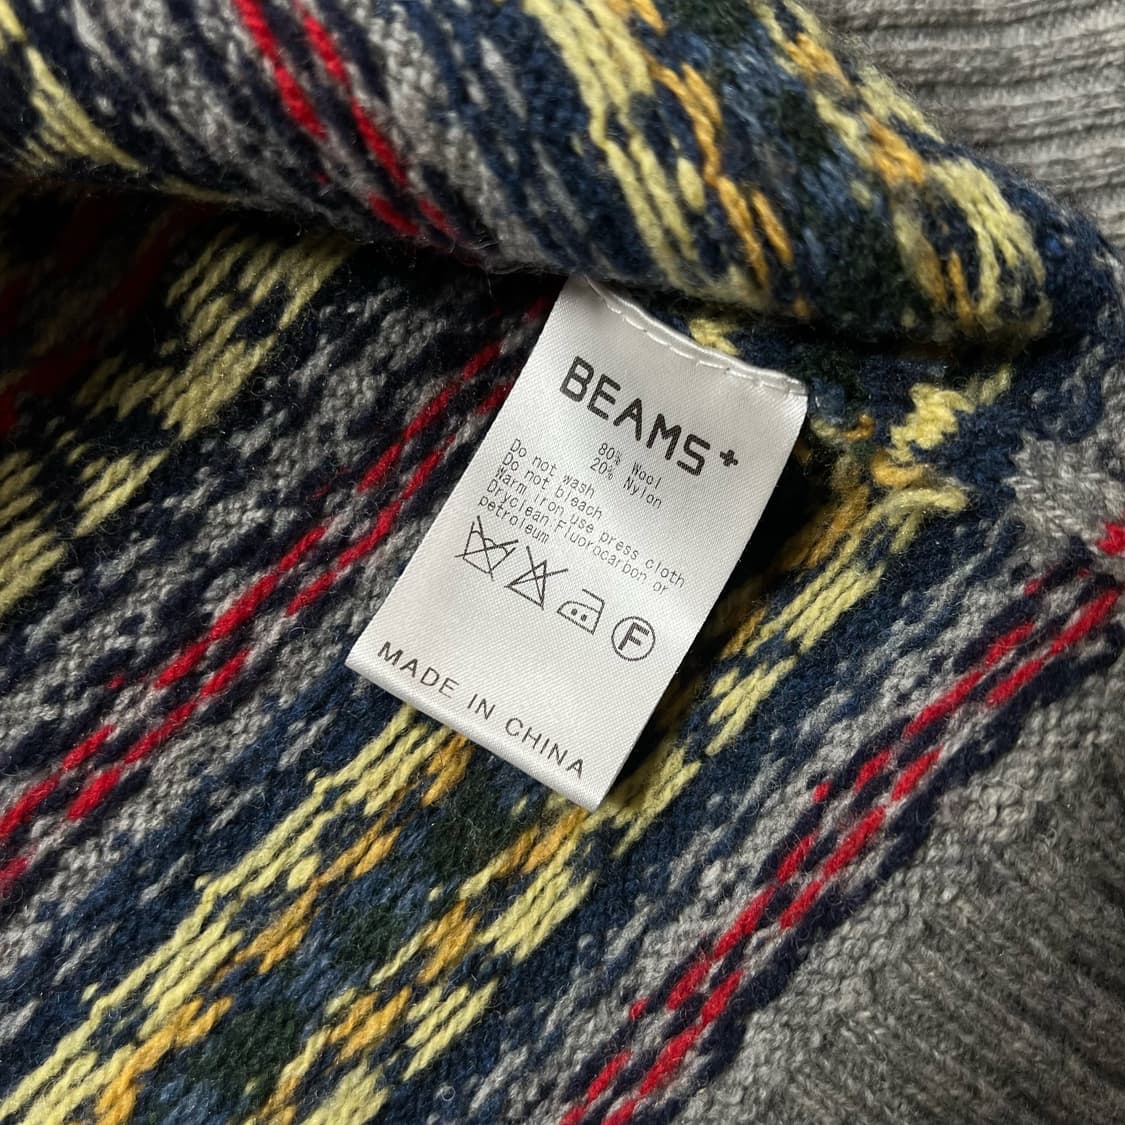 BEAMS+
80% Wool
20% Nylon
Do not wash
Do not bleach
Warm iron,use press cloth
Dryclean:Fluorocarbon or
petroleum
F
MADE IN CHINA